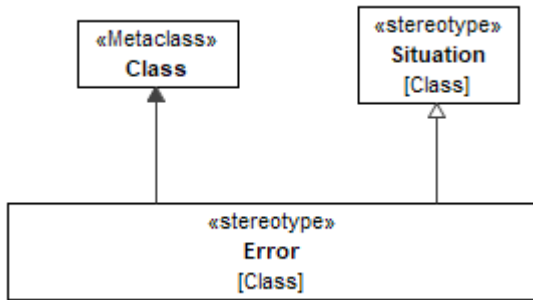 «Metaclass»
Class
«stereotype»
Situation
[Class]
«stereotype»
Error
[Class]